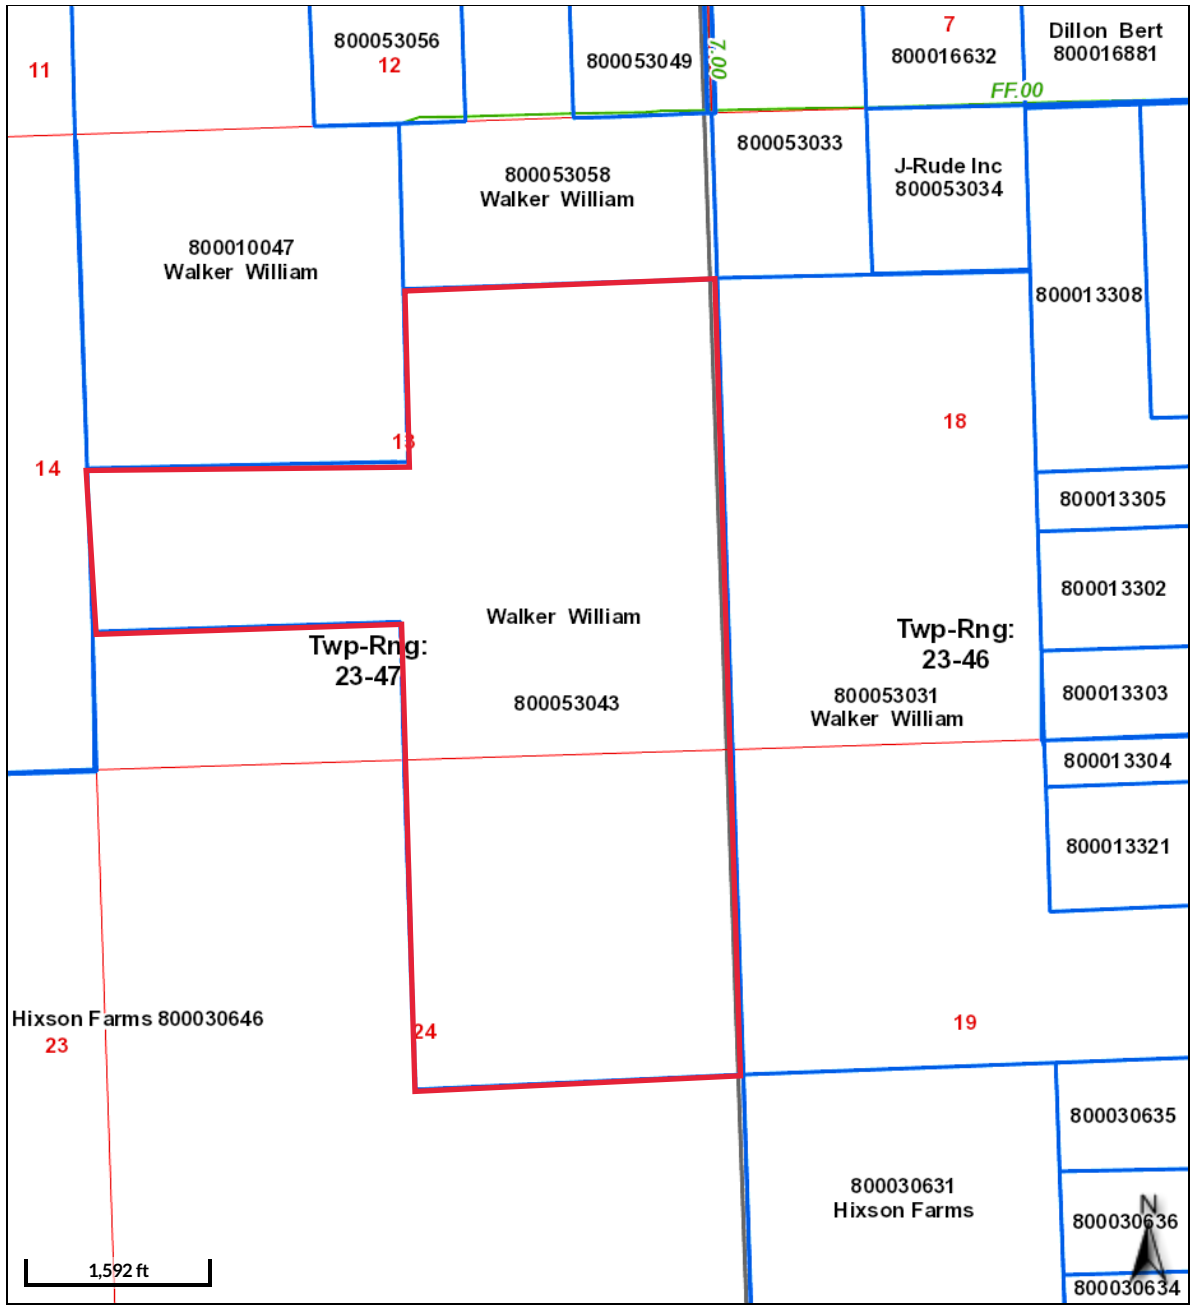 7
Dillon Bert
800053056
12
800053049
7.00
800016632
800016881
11
FF.00
800053033
J-Rude Inc
800053034
800053058
Walker William
800010047
Walker William
800013308
18
13
14
800013305
800013302
Walker William
Twp-Rng:
23-47
Twp-Rng:
23-46
800013303
800053043
800053031
Walker William
800013304
800013321
Hixson Farms 800030646
23
24
19
800030635
800030631
Hixson Farms
N
800030636
1,592 ft
800030634